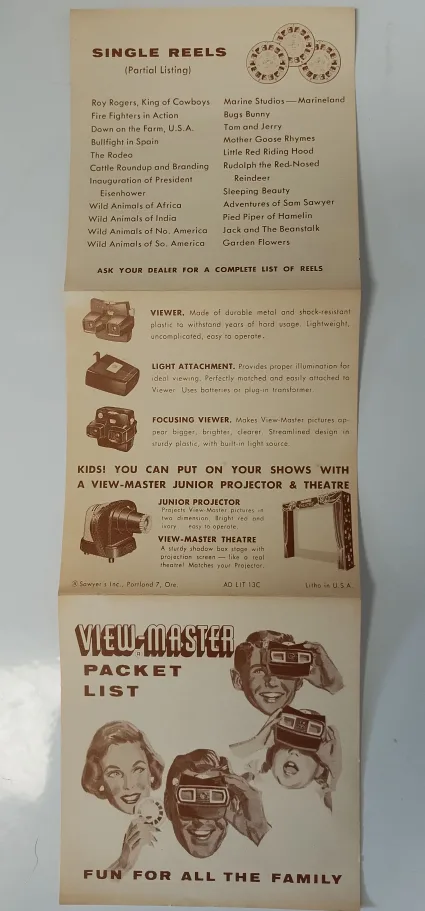 SINGLE REELS
(Partial Listing)
Roy Rogers, King of Cowboys
Fire Fighters in Action
Down on the Farm, U.S.A.
Bullfight in Spain
The Rodeo
Cattle Roundup and Branding
Inauguration of President
Eisenhower
Wild Animals of Africa
Wild Animals of India
Wild Animals of No. America
Wild Animals of So. America
Marine Studios—Marineland
Bugs Bunny
Tom and Jerry
Mother Goose Rhymes
Little Red Riding Hood
Rudolph the Red-Nosed
Reindeer
Sleeping Beauty
Adventures of Sam Sawyer
Pied Piper of Hamelin
Jack and The Beanstalk
Garden Flowers
ASK YOUR DEALER FOR A COMPLETE LIST OF REELS
VIEWER. Made of durable metal and shock-resistant
plastic to withstand years of hard usage. Lightweight,
uncomplicated, easy to operate.
LIGHT ATTACHMENT. Provides proper illumination for
ideal viewing. Perfectly matched and easily attached to
Viewer. Uses batteries or plug-in transformer.
FOCUSING VIEWER. Makes View-Master pictures ap-
pear bigger, brighter, clearer. Streamlined design in
sturdy plastic, with built-in light source.
KIDS! YOU CAN PUT ON YOUR SHOWS WITH
A VIEW-MASTER JUNIOR PROJECTOR & THEATRE
JUNIOR PROJECTOR
Projects View-Master pictures in
two dimension. Bright red and
ivory easy to operate.
VIEW-MASTER THEATRE
A sturdy shadow box stage with
projection screen—like a real
theatre! Matches your Projector.
® Sawyer's Inc., Portland 7, Ore.
AD LIT 13C
Litho in U.S.A.
VIEW-MASTER
PACKET
LIST
FUN FOR ALL THE FAMILY